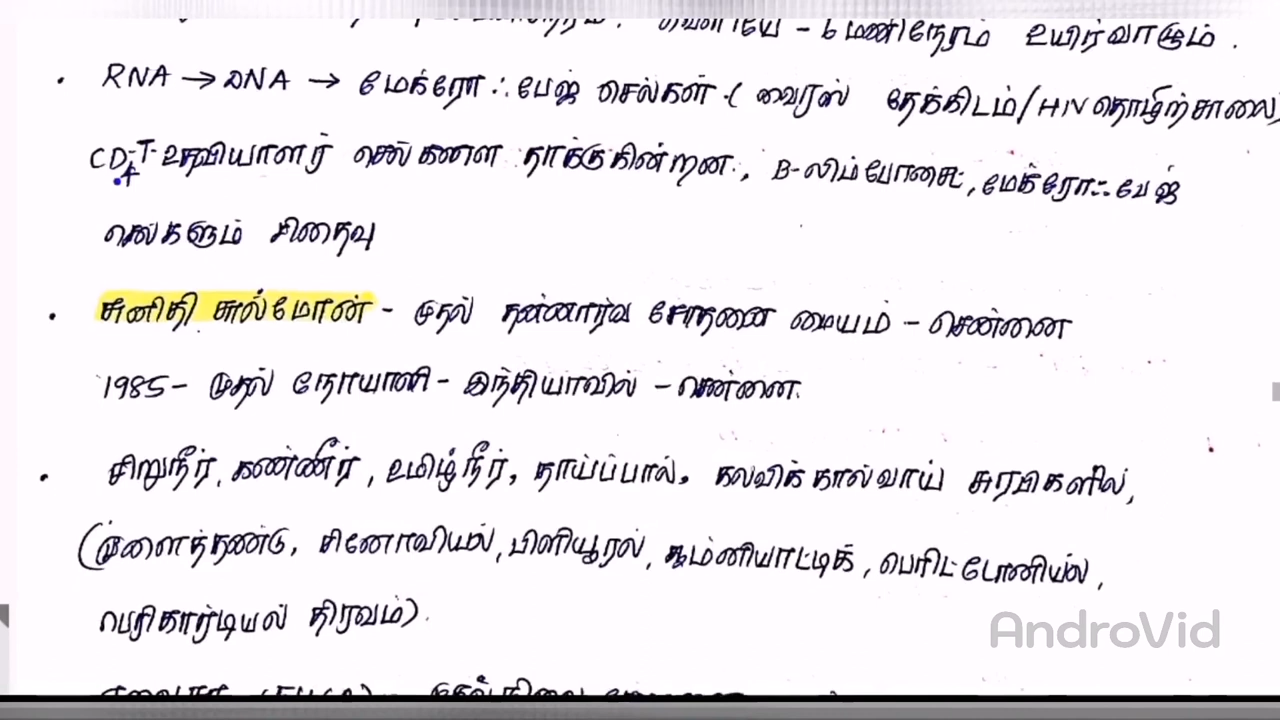 வெளியே - 6 மணிநேரம் உயிர்வாழும்.
• RNA → DNA → மேக்ரோஃபேஜ் செல்கள் - ( வைரஸ் தேக்கிடம்/HIV தொழிற்சாலை)
CD4-T-உதவியாளர் செல்களை தாக்குகின்றன., B-லிம்போசைட், மேக்ரோஃபேஜ்
செல்களும் சிதைவு
• சுனிதி சால்மோன் - முதல் தன்னார்வ சோதனை மையம் - சென்னை
1985 - முதல் நோயாளி - இந்தியாவில் - சென்னை.
• சிறுநீர், கண்ணீர், உமிழ்நீர், தாய்ப்பால், கலவிக்கால்வாய் சுரபிகளில்,
(மூளைத்தண்டு, சினோவியல், பிளியூரல், ஆம்னியாட்டிக், பெரிட்டோனியல்,
பெரிகார்டியல் திரவம்).
AndroVid